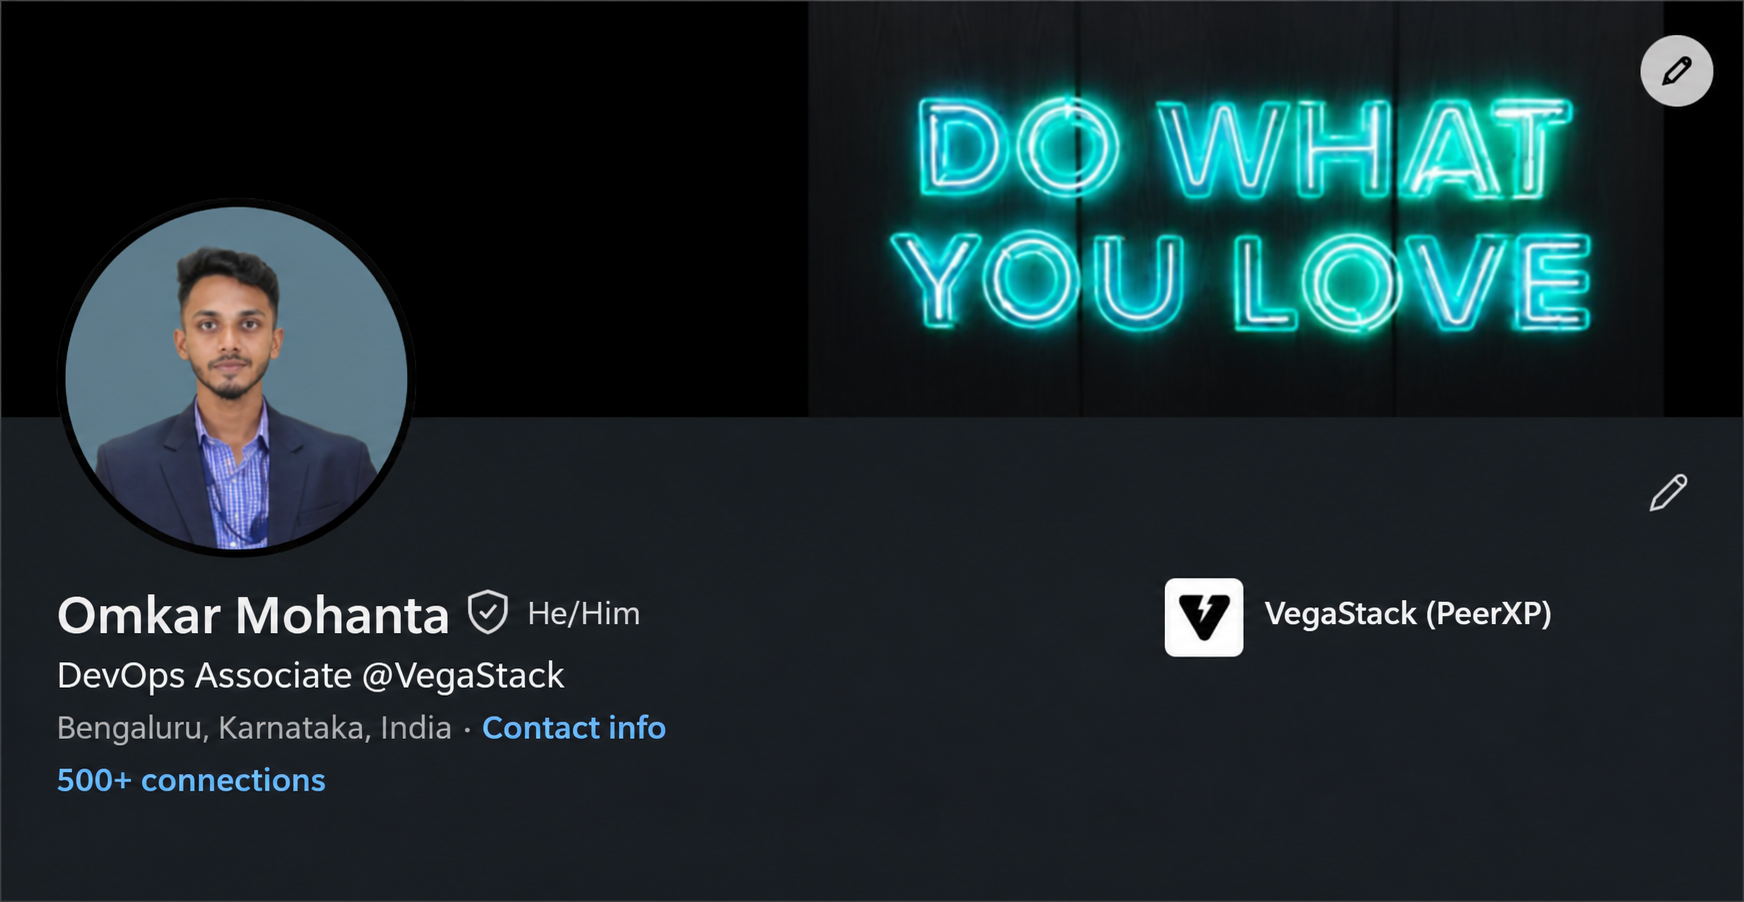 DO WHAT
YOU LOVE
Omkar Mohanta He/Him
DevOps Associate @VegaStack
Bengaluru, Karnataka, India · Contact info
500+ connections
VegaStack (PeerXP)